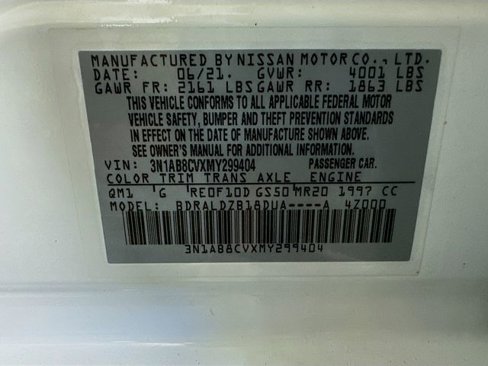 MANUFACTURED BY NISSAN MOTOR CO., LTD.
DATE: 06/21. GVWR: 4001 LBS
GAWR FR: 2161 LBS GAWR RR: 1863 LBS
THIS VEHICLE CONFORMS TO ALL APPLICABLE FEDERAL MOTOR
VEHICLE SAFETY, BUMPER AND THEFT PREVENTION STANDARDS
IN EFFECT ON THE DATE OF MANUFACTURE SHOWN ABOVE.
SEE OWNER'S MANUAL FOR ADDITIONAL INFORMATION.
VIN: 3N1AB8CVXMY299404 PASSENGER CAR.
COLOR TRIM TRANS AXLE ENGINE
QM1 'G 'RE0F10D GS50 MR20 1997 CC
MODEL: BDRALDZB18DUA----A 4Z000
3N1AB8CVXMY299404